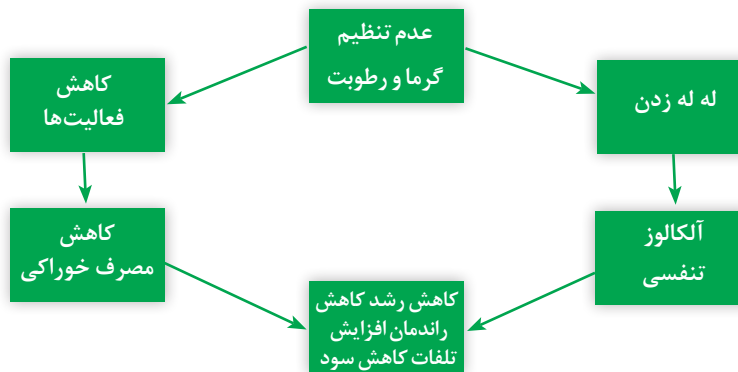 عدم تنظیم
گرما و رطوبت
له له زدن
کاهش
فعالیت‌ها
آلکالوز
تنفسی
کاهش
مصرف خوراکی
کاهش رشد کاهش
راندمان افزایش
تلفات کاهش سود